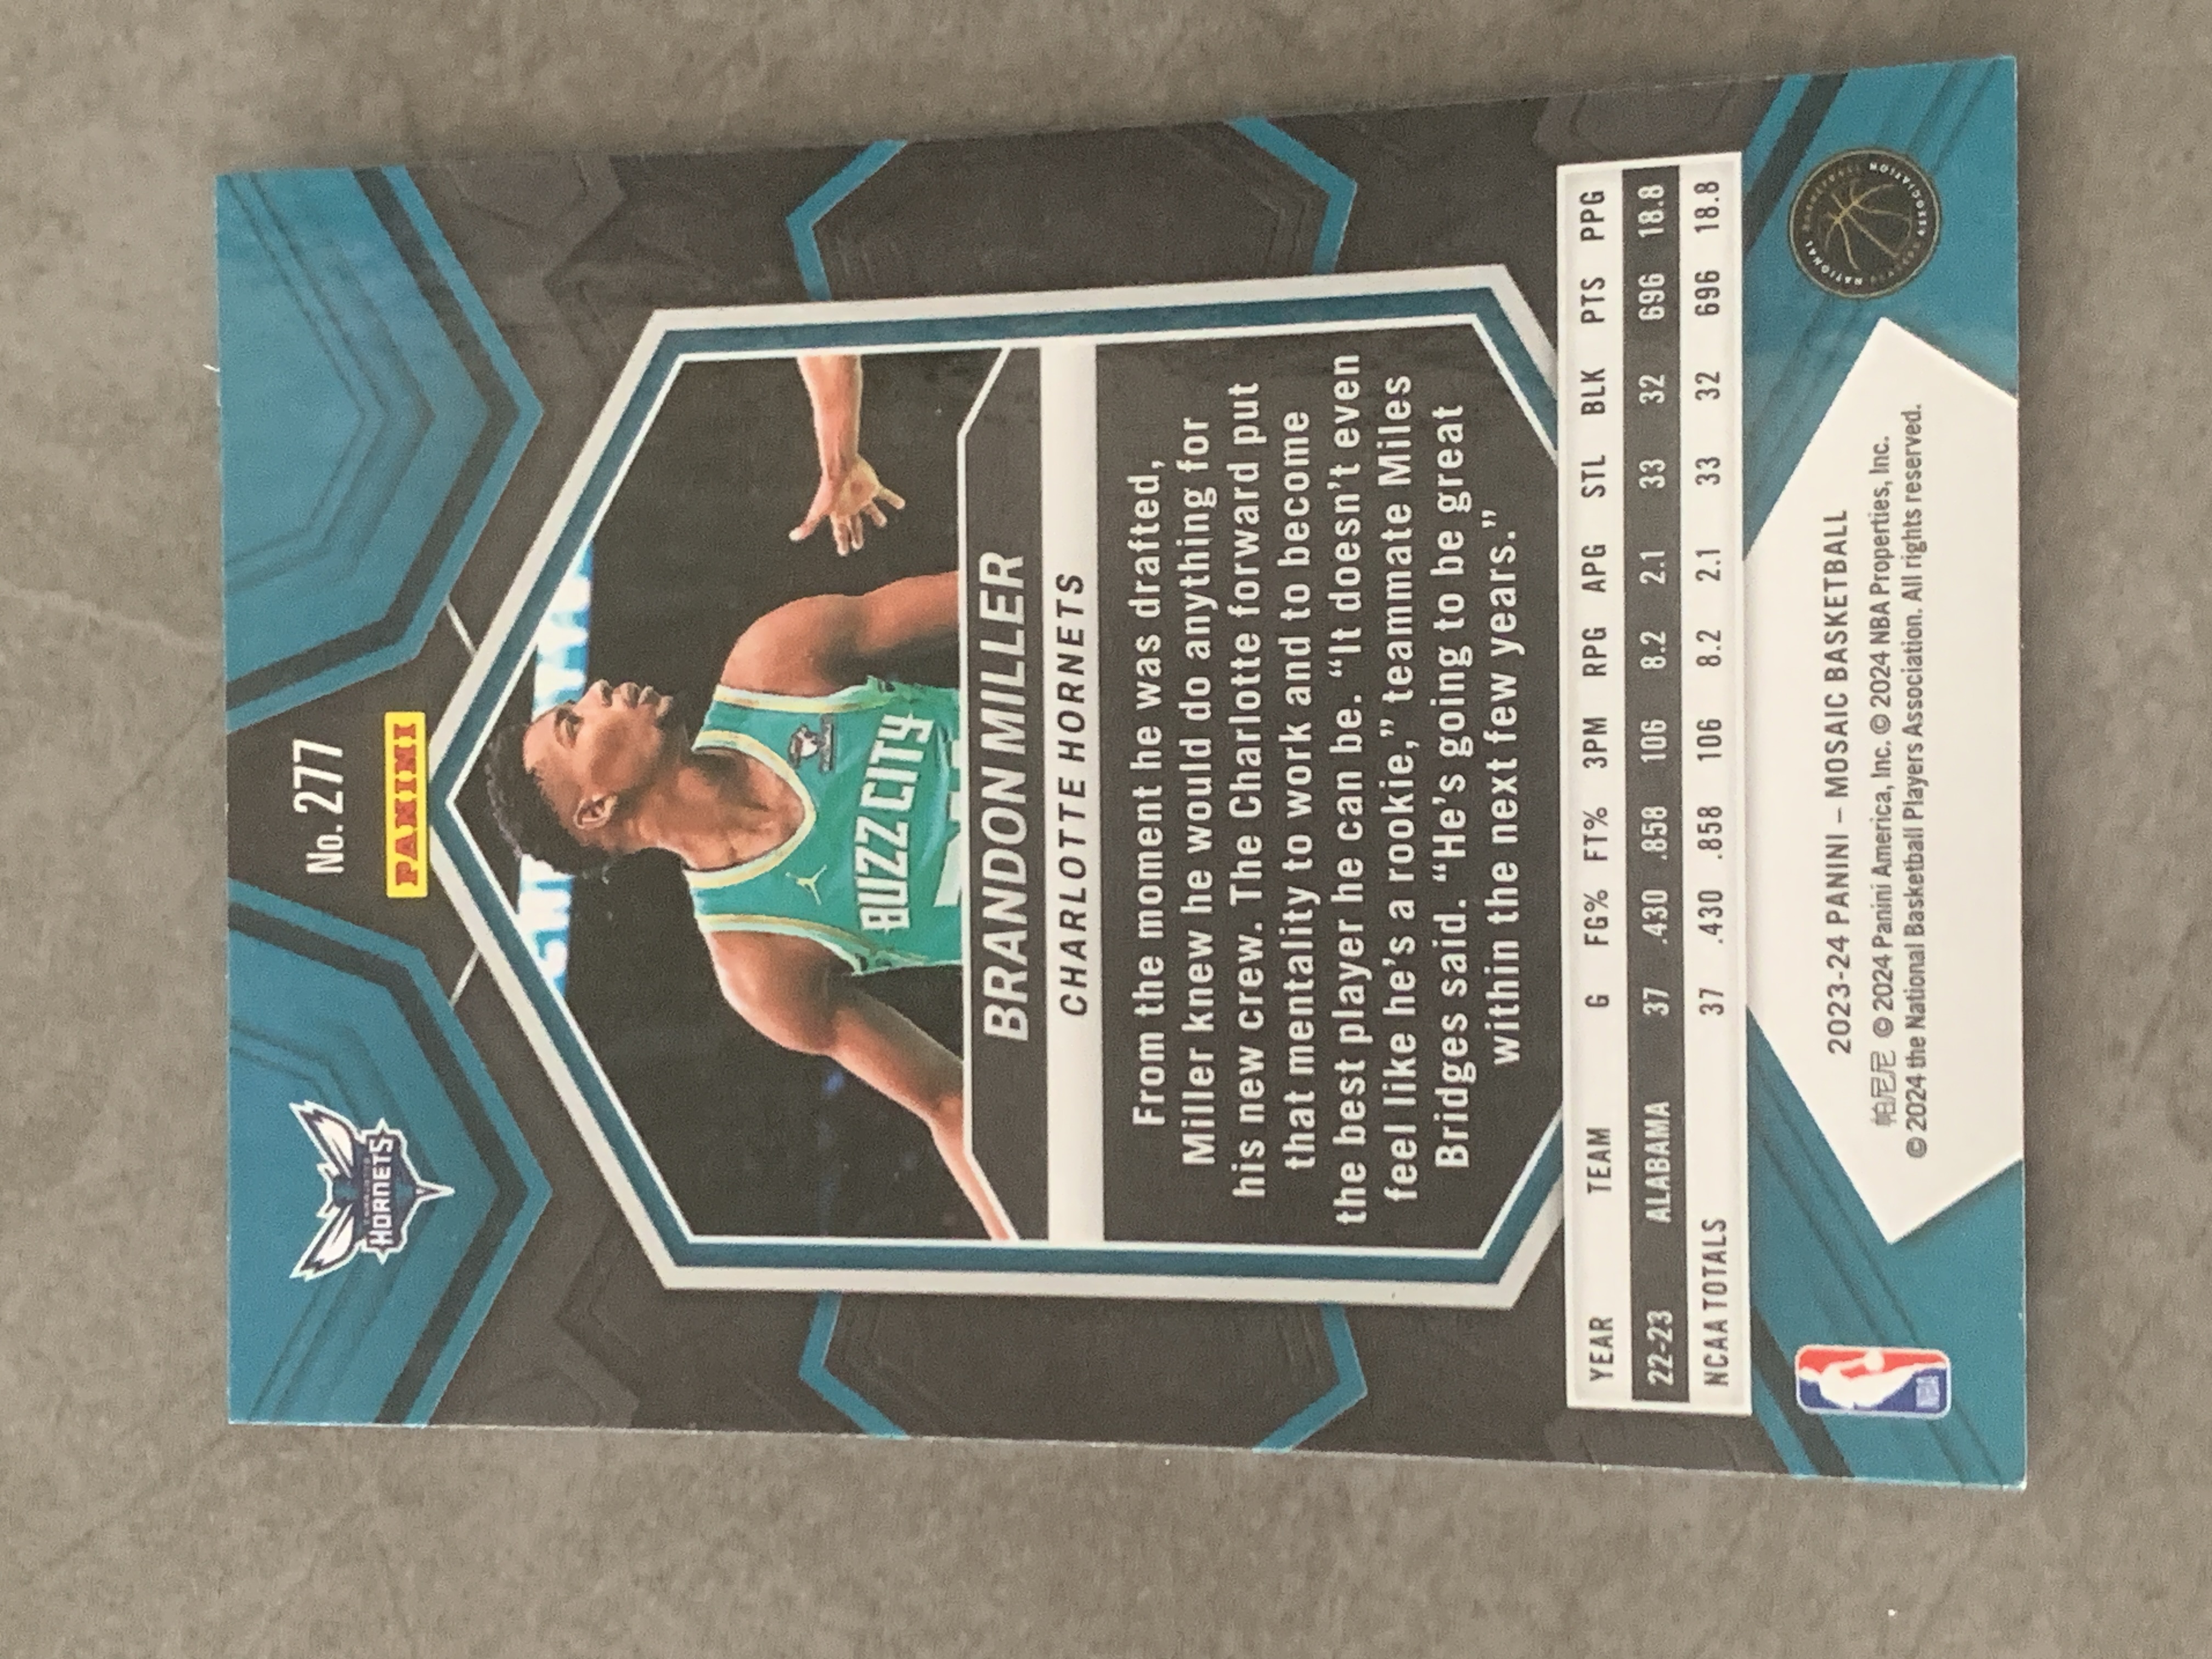 No. 277
PANINI
HORNETS
BUZZ CITY
BRANDON MILLER
CHARLOTTE HORNETS
From the moment he was drafted,
Miller knew he would do anything for
his new crew. The Charlotte forward put
that mentality to work and to become
the best player he can be. “It doesn’t even
feel like he’s a rookie,” teammate Miles
Bridges said. “He’s going to be great
within the next few years.”
YEAR TEAM G FG% FT% 3PM RPG APG STL BLK PTS PPG
22-23 ALABAMA 37 .430 .858 106 8.2 2.1 33 32 696 18.8
NCAA TOTALS 37 .430 .858 106 8.2 2.1 33 32 696 18.8
2023-24 PANINI – MOSAIC BASKETBALL
帕尼尼 © 2024 Panini America, Inc. © 2024 NBA Properties, Inc.
© 2024 the National Basketball Players Association. All rights reserved.
NBA
NATIONAL BASKETBALL PLAYERS ASSOCIATION